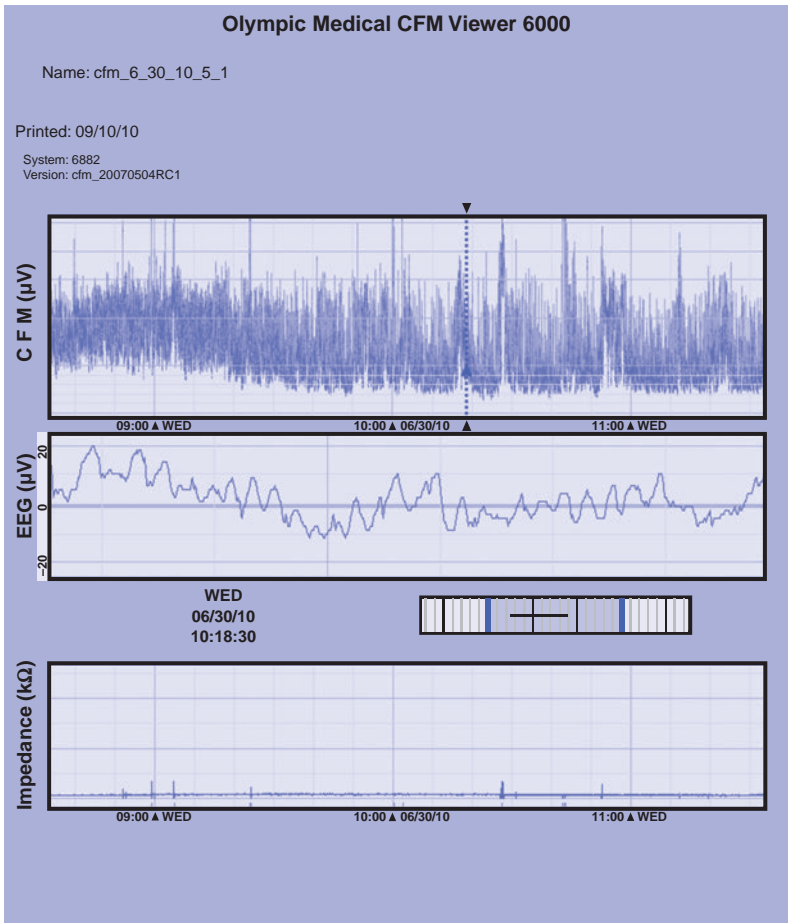 Olympic Medical CFM Viewer 6000
Name: cfm_6_30_10_5_1
Printed: 09/10/10
System: 6882
Version: cfm_20070504RC1
C F M (µV)
09:00 ▲ WED 10:00 ▲ 06/30/10 ▲ 11:00 ▲ WED
EEG (µV)
20
0
–20
WED
06/30/10
10:18:30
Impedance (kΩ)
09:00 ▲ WED 10:00 ▲ 06/30/10 11:00 ▲ WED